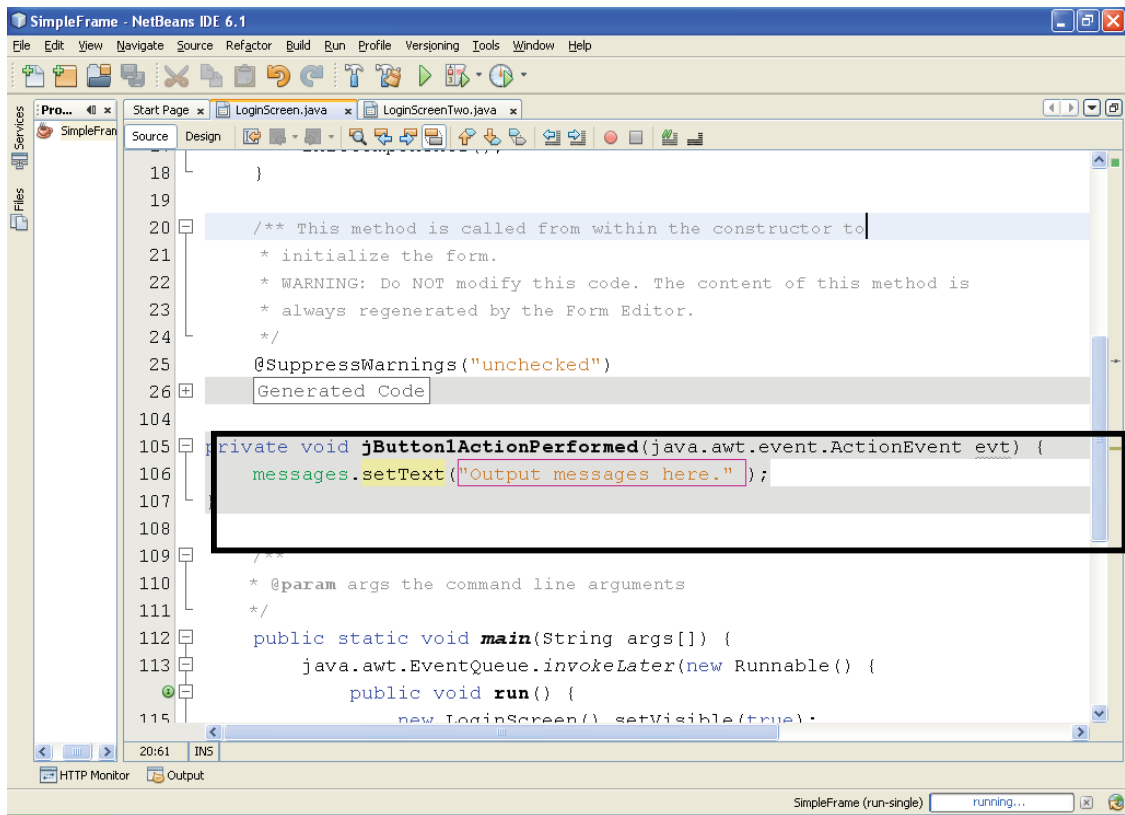 SimpleFrame - NetBeans IDE 6.1
File Edit View Navigate Source Refactor Build Run Profile Versioning Tools Window Help
Services
Files
Pro...
SimpleFran
Start Page LoginScreen.java LoginScreenTwo.java
Source Design
18 }
19
20 /** This method is called from within the constructor to
21 * initialize the form.
22 * WARNING: Do NOT modify this code. The content of this method is
23 * always regenerated by the Form Editor.
24 */
25 @SuppressWarnings("unchecked")
26 Generated Code
104
105 private void jButton1ActionPerformed(java.awt.event.ActionEvent evt) {
106 messages.setText("Output messages here." );
107 }
108
109 /**
110 * @param args the command line arguments
111 */
112 public static void main(String args[]) {
113 java.awt.EventQueue.invokeLater(new Runnable() {
public void run() {
115 new LoginScreen().setVisible(true);
20:61 INS
HTTP Monitor Output
SimpleFrame (run-single) running...